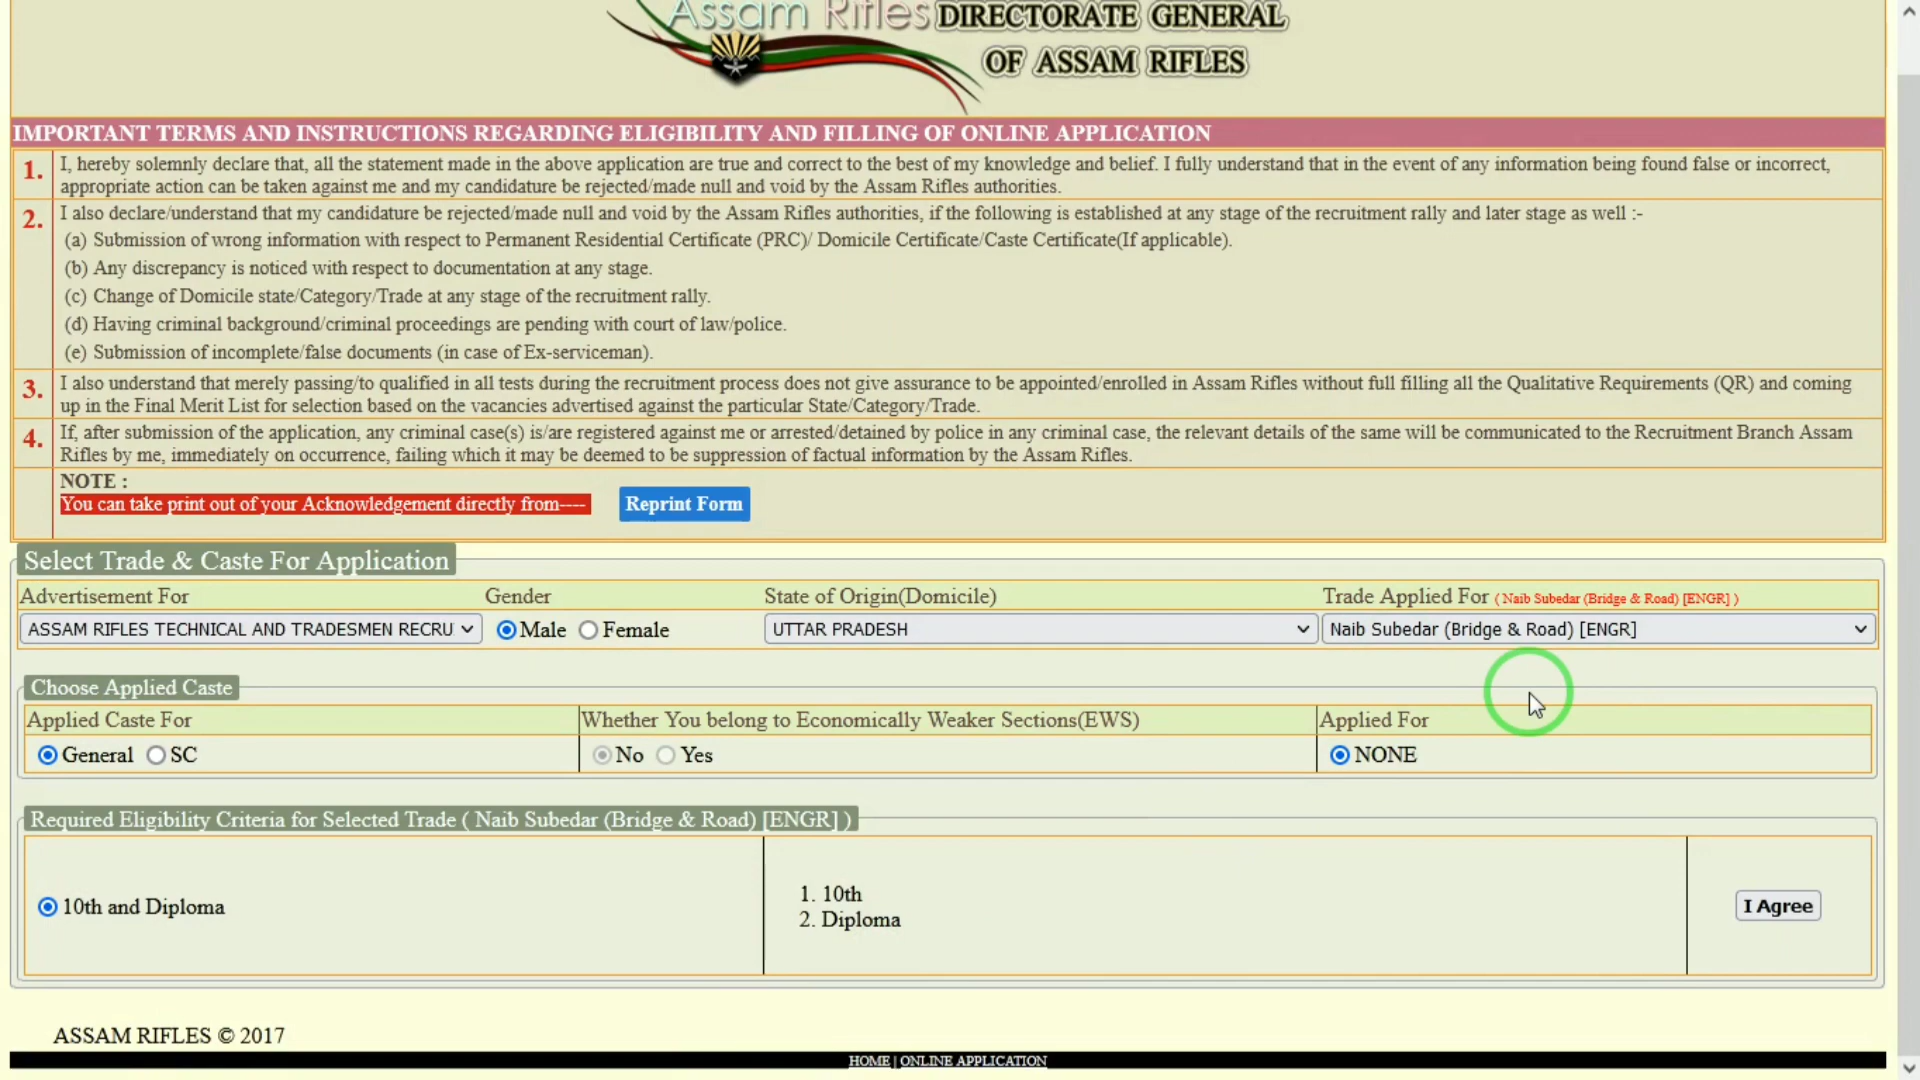 Assam Rifles DIRECTORATE GENERAL
OF ASSAM RIFLES
IMPORTANT TERMS AND INSTRUCTIONS REGARDING ELIGIBILITY AND FILLING OF ONLINE APPLICATION
1. I, hereby solemnly declare that, all the statement made in the above application are true and correct to the best of my knowledge and belief. I fully understand that in the event of any information being found false or incorrect,
appropriate action can be taken against me and my candidature be rejected/made null and void by the Assam Rifles authorities.
2. I also declare/understand that my candidature be rejected/made null and void by the Assam Rifles authorities, if the following is established at any stage of the recruitment rally and later stage as well :-
(a) Submission of wrong information with respect to Permanent Residential Certificate (PRC)/ Domicile Certificate/Caste Certificate(If applicable).
(b) Any discrepancy is noticed with respect to documentation at any stage.
(c) Change of Domicile state/Category/Trade at any stage of the recruitment rally.
(d) Having criminal background/criminal proceedings are pending with court of law/police.
(e) Submission of incomplete/false documents (in case of Ex-serviceman).
3. I also understand that merely passing/to qualified in all tests during the recruitment process does not give assurance to be appointed/enrolled in Assam Rifles without full filling all the Qualitative Requirements (QR) and coming
up in the Final Merit List for selection based on the vacancies advertised against the particular State/Category/Trade.
4. If, after submission of the application, any criminal case(s) is/are registered against me or arrested/detained by police in any criminal case, the relevant details of the same will be communicated to the Recruitment Branch Assam
Rifles by me, immediately on occurrence, failing which it may be deemed to be suppression of factual information by the Assam Rifles.
NOTE :
You can take print out of your Acknowledgement directly from---- Reprint Form
Select Trade & Caste For Application
Advertisement For Gender State of Origin(Domicile) Trade Applied For ( Naib Subedar (Bridge & Road) [ENGR] )
ASSAM RIFLES TECHNICAL AND TRADESMEN RECRU Male Female UTTAR PRADESH Naib Subedar (Bridge & Road) [ENGR]
Choose Applied Caste
Applied Caste For Whether You belong to Economically Weaker Sections(EWS) Applied For
General SC No Yes NONE
Required Eligibility Criteria for Selected Trade ( Naib Subedar (Bridge & Road) [ENGR] )
10th and Diploma
1. 10th
2. Diploma
I Agree
ASSAM RIFLES © 2017
HOME | ONLINE APPLICATION